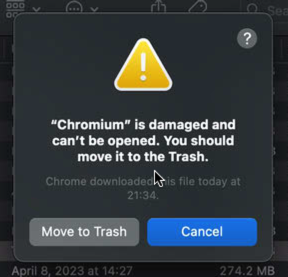 Sea
?
“Chromium” is damaged and
can’t be opened. You should
move it to the Trash.
Chrome downloaded this file today at
21:34.
Move to Trash
Cancel
April 8, 2023 at 14:27
274.2 MB